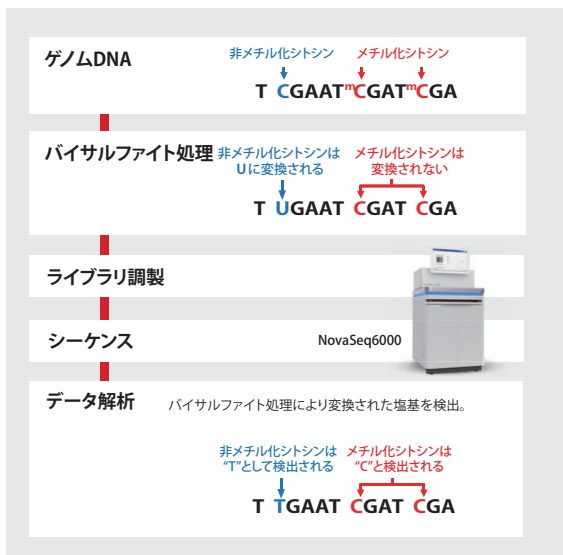 ゲノムDNA
非メチル化シトシン メチル化シトシン
T CGAATᵐCGATᵐCGA
バイサルファイト処理
非メチル化シトシンは
Uに変換される
メチル化シトシンは
変換されない
T UGAAT CGAT CGA
ライブラリ調製
シーケンス
NovaSeq6000
データ解析
バイサルファイト処理により変換された塩基を検出。
非メチル化シトシンは
“T”として検出される
メチル化シトシンは
“C”と検出される
T TGAAT CGAT CGA